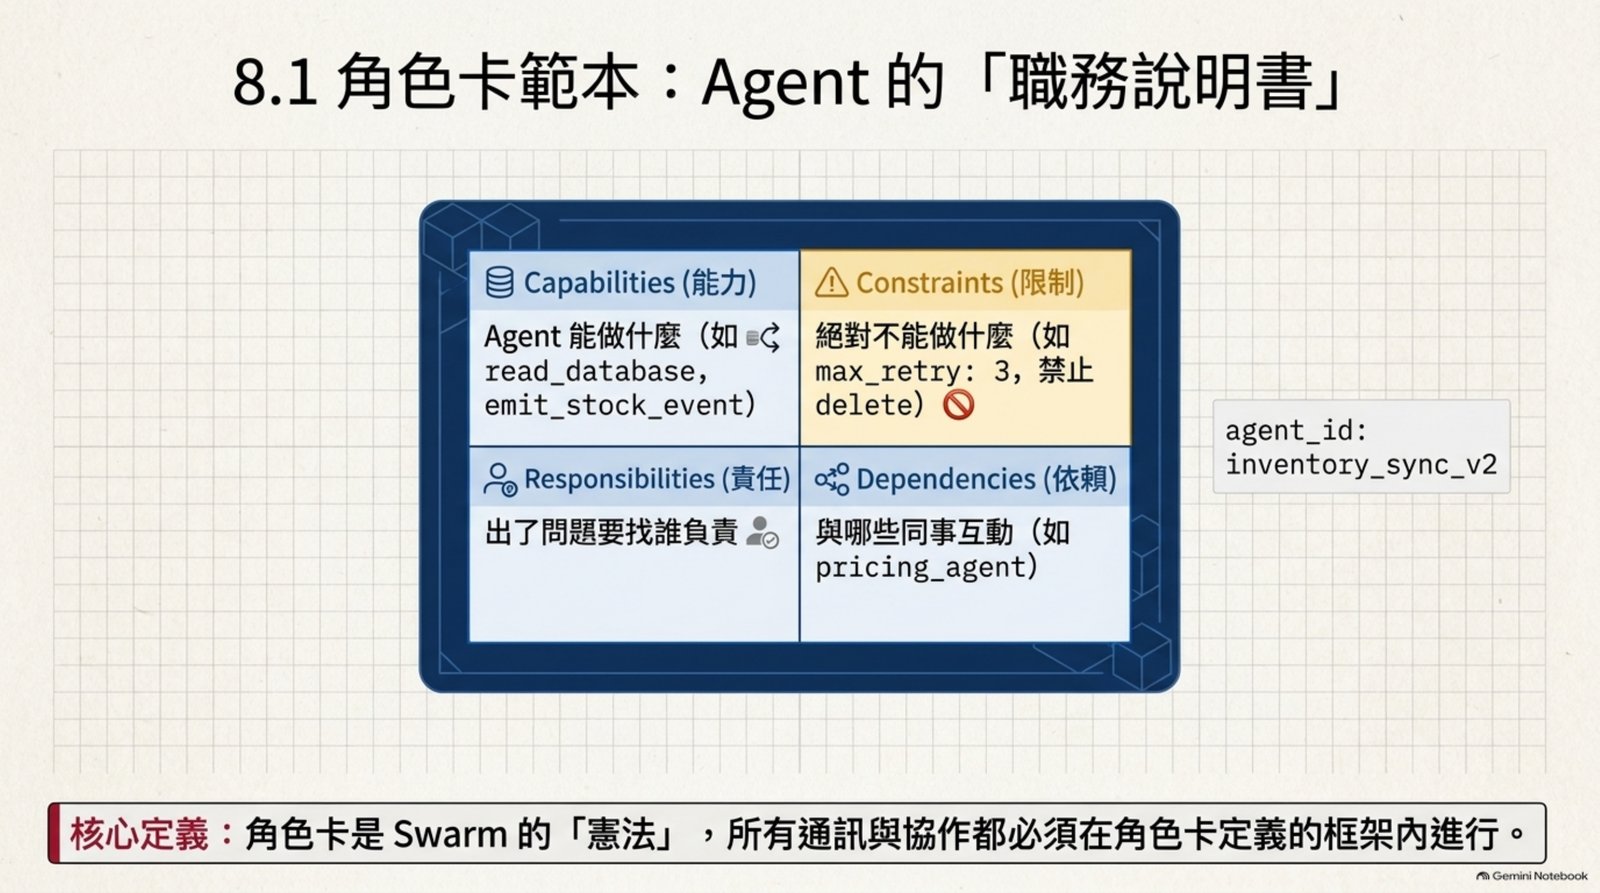 8.1 角色卡範本：Agent 的「職務說明書」
Capabilities (能力)
Agent 能做什麼（如
read_database,
emit_stock_event）
Constraints (限制)
絕對不能做什麼（如
max_retry: 3, 禁止
delete）
Responsibilities (責任)
出了問題要找誰負責
Dependencies (依賴)
與哪些同事互動（如
pricing_agent）
agent_id:
inventory_sync_v2
核心定義：角色卡是 Swarm 的「憲法」，所有通訊與協作都必須在角色卡定義的框架內進行。
Gemini Notebook